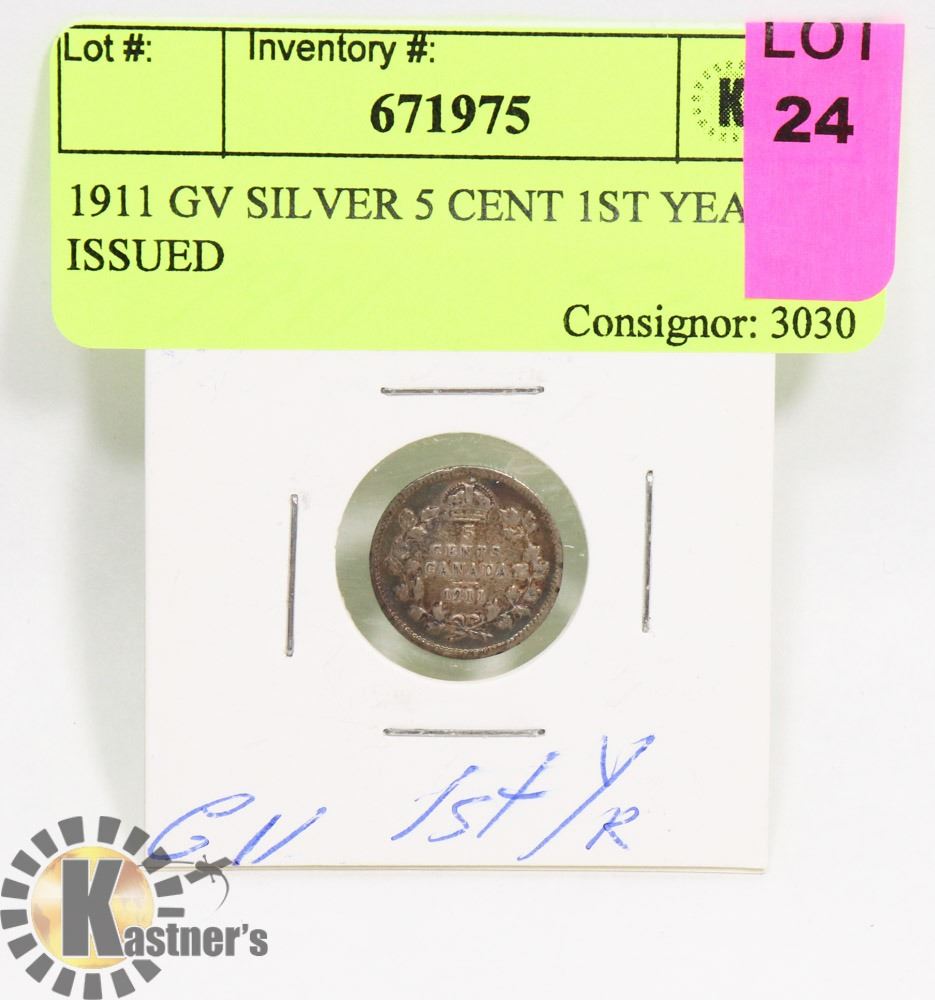 Lot #:
Inventory #:
LOT
24
671975
K
1911 GV SILVER 5 CENT 1ST YEA
ISSUED
Consignor: 3030
5
CENTS
CANADA
1911
GV 1st YR
Kastner's